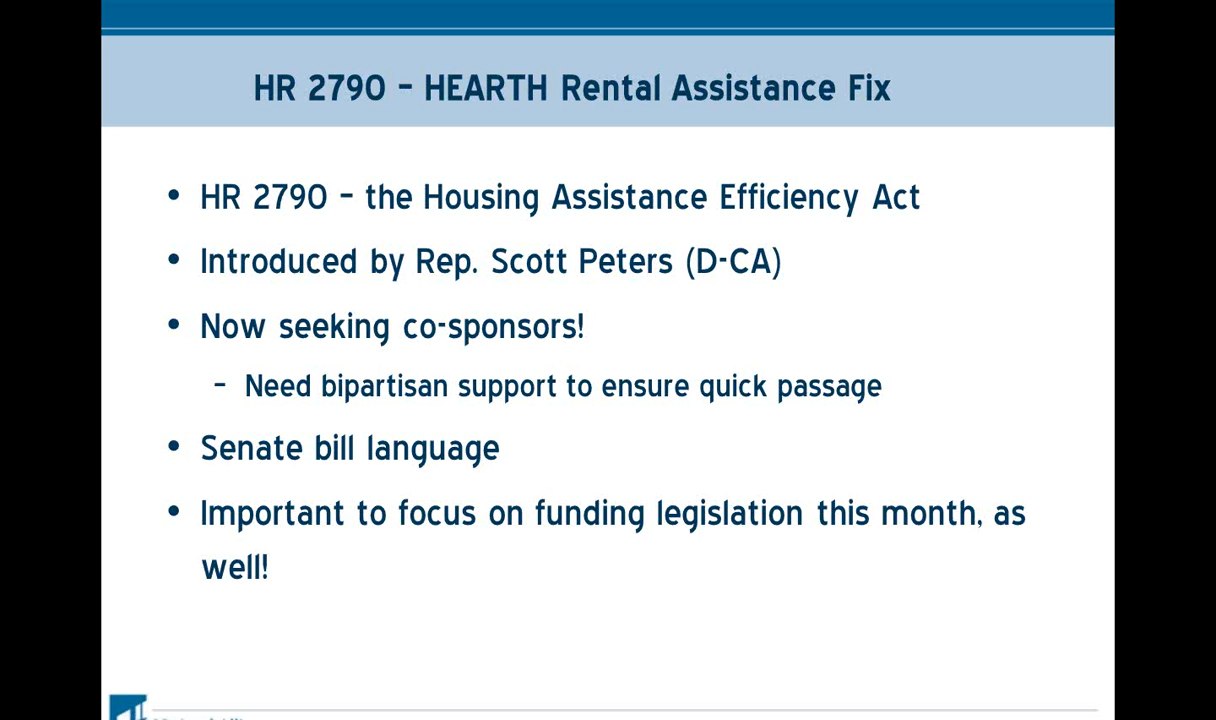 HR 2790 – HEARTH Rental Assistance Fix
• HR 2790 – the Housing Assistance Efficiency Act
• Introduced by Rep. Scott Peters (D-CA)
• Now seeking co-sponsors!
– Need bipartisan support to ensure quick passage
• Senate bill language
• Important to focus on funding legislation this month, as
well!